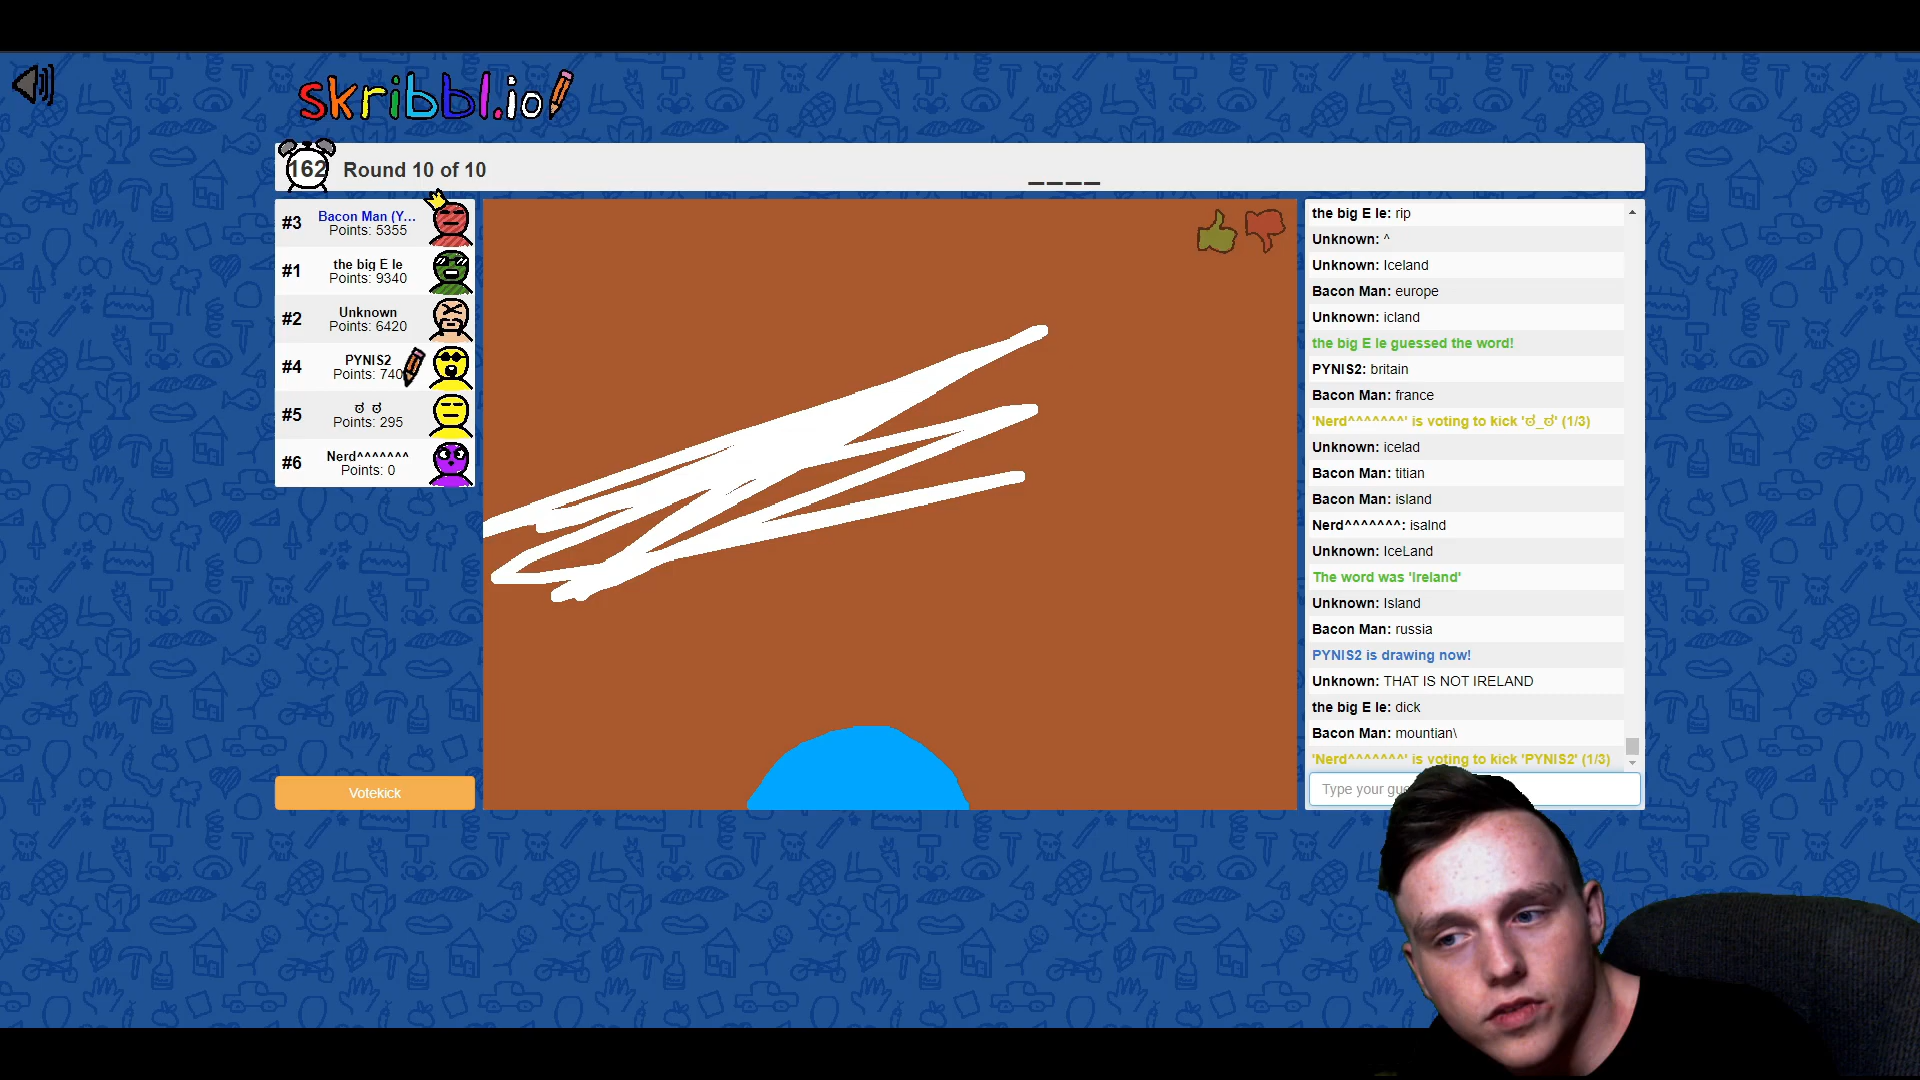 skribbl.io
162
Round 10 of 10
____
#3
Bacon Man (Y...
Points: 5355
#1
the big E le
Points: 9340
#2
Unknown
Points: 6420
#4
PYNIS2
Points: 740
#5
ಠ_ಠ
Points: 295
#6
Nerd^^^^^^^
Points: 0
Votekick
the big E le: rip
Unknown: ^
Unknown: Iceland
Bacon Man: europe
Unknown: icland
the big E le guessed the word!
PYNIS2: britain
Bacon Man: france
'Nerd^^^^^^^' is voting to kick 'ಠ_ಠ' (1/3)
Unknown: icelad
Bacon Man: titian
Bacon Man: island
Nerd^^^^^^^: isalnd
Unknown: IceLand
The word was 'Ireland'
Unknown: Island
Bacon Man: russia
PYNIS2 is drawing now!
Unknown: THAT IS NOT IRELAND
the big E le: dick
Bacon Man: mountian\
'Nerd^^^^^^^' is voting to kick 'PYNIS2' (1/3)
Type your gue